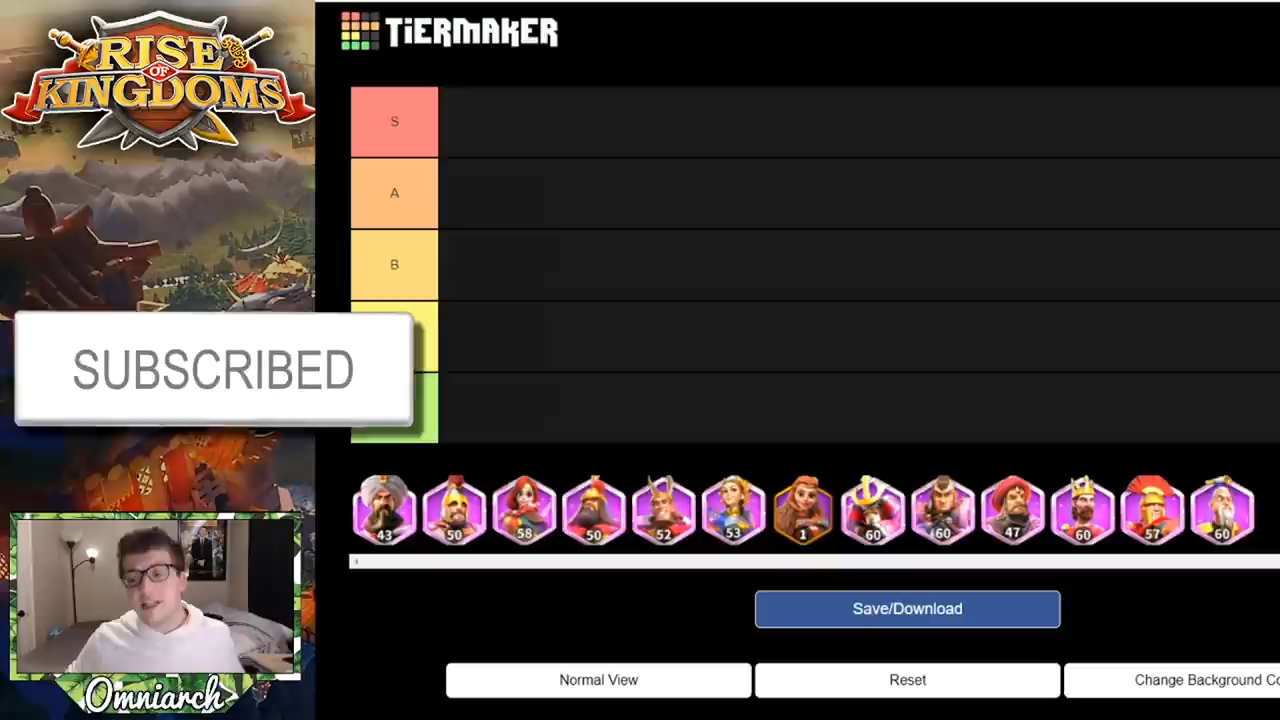 RISE
OF
KINGDOMS
TiERMAKER
S
A
B
SUBSCRIBED
43 50 58 50 52 53 1 60 60 47 60 57 60
Save/Download
Normal View Reset Change Background Co
Omniarch